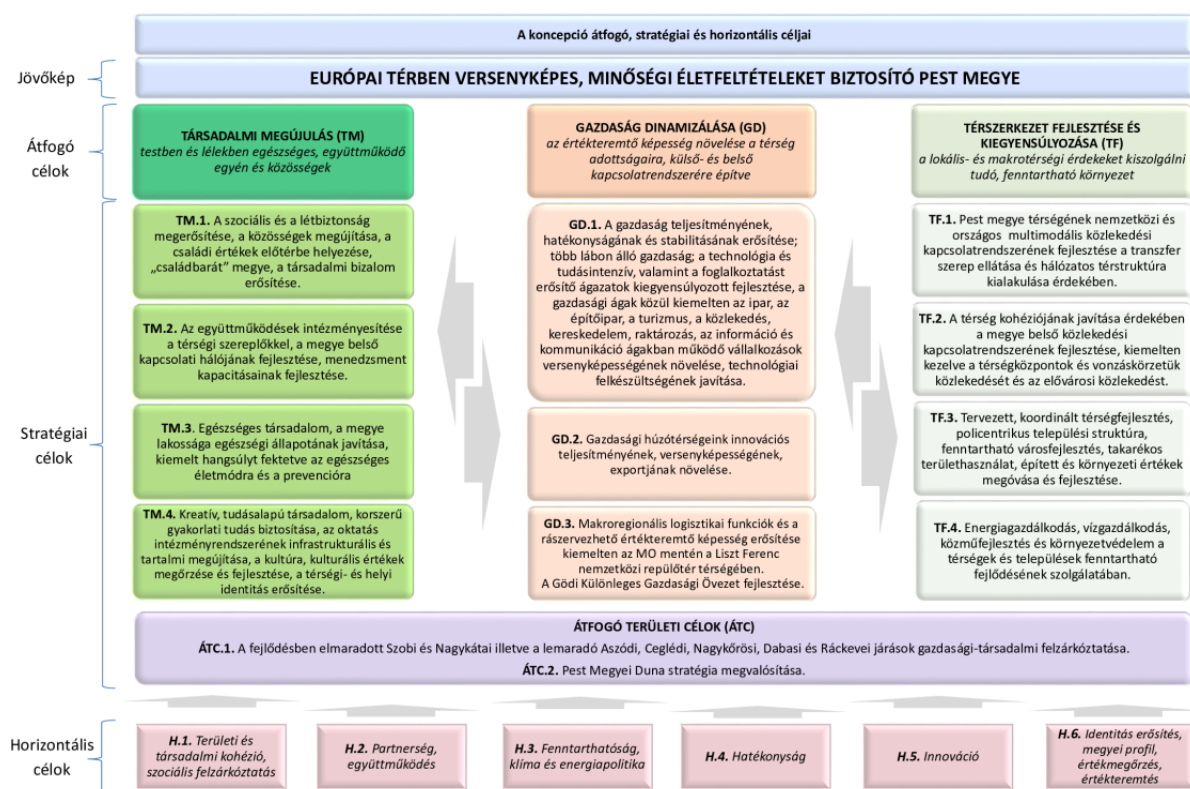 A koncepció átfogó, stratégiai és horizontális céljai
Jövőkép
EURÓPAI TÉRBEN VERSENYKÉPES, MINŐSÉGI ÉLETFELTÉTELEKET BIZTOSÍTÓ PEST MEGYE
Átfogó
célok
TÁRSADALMI MEGÚJULÁS (TM)
testben és lélekben egészséges, együttműködő
egyén és közösségek
GAZDASÁG DINAMIZÁLÁSA (GD)
az értékteremtő képesség növelése a térség
adottságaira, külső- és belső
kapcsolatrendszerére építve
TÉRSZERKEZET FEJLESZTÉSE ÉS
KIEGYENSÚLYOZÁSA (TF)
a lokális- és makrotérségi érdekeket kiszolgálni
tudó, fenntartható környezet
Stratégiai
célok
TM.1. A szociális és a létbiztonság
megerősítése, a közösségek megújítása, a
családi értékek előtérbe helyezése,
„családbarát” megye, a társadalmi bizalom
erősítése.
TM.2. Az együttműködések intézményesítése
a térségi szereplőkkel, a megye belső
kapcsolati hálójának fejlesztése, menedzsment
kapacitásainak fejlesztése.
TM.3. Egészséges társadalom, a megye
lakossága egészségi állapotának javítása,
kiemelt hangsúlyt fektetve az egészséges
életmódra és a prevencióra
TM.4. Kreatív, tudásalapú társadalom, korszerű
gyakorlati tudás biztosítása, az oktatás
intézményrendszerének infrastrukturális és
tartalmi megújítása, a kultúra, kulturális értékek
megőrzése és fejlesztése, a térségi- és helyi
identitás erősítése.
GD.1. A gazdaság teljesítményének,
hatékonyságának és stabilitásának erősítése;
több lábon álló gazdaság; a technológia és
tudásintenzív, valamint a foglalkoztatást
erősítő ágazatok kiegyensúlyozott fejlesztése, a
gazdasági ágak közül kiemelten az ipar, az
építőipar, a turizmus, a közlekedés,
kereskedelem, raktározás, az információ és
kommunikáció ágakban működő vállalkozások
versenyképességének növelése, technológiai
felkészültségének javítása.
GD.2. Gazdasági húzótérségeink innovációs
teljesítményének, versenyképességének,
exportjának növelése.
GD.3. Makroregionális logisztikai funkciók és a
rászervezhető értékteremtő képesség erősítése
kiemelten az MO mentén a Liszt Ferenc
nemzetközi repülőtér térségében.
A Gödi Különleges Gazdasági Övezet fejlesztése.
TF.1. Pest megye térségének nemzetközi és
országos multimodális közlekedési
kapcsolatrendszerének fejlesztése a transzfer
szerep ellátása és hálózatos térstruktúra
kialakulása érdekében.
TF.2. A térség kohéziójának javítása érdekében
a megye belső közlekedési
kapcsolatrendszerének fejlesztése, kiemelten
kezelve a térségközpontok és vonzáskörzetük
közlekedését és az elővárosi közlekedést.
TF.3. Tervezett, koordinált térségfejlesztés,
policentrikus települési struktúra,
fenntartható városfejlesztés, takarékos
területhasználat, épített és környezeti értékek
megóvása és fejlesztése.
TF.4. Energiagazdálkodás, vízgazdálkodás,
közműfejlesztés és környezetvédelem a
térségek és települések fenntartható
fejlődésének szolgálatában.
ÁTFOGÓ TERÜLETI CÉLOK (ÁTC)
ÁTC.1. A fejlődésben elmaradott Szobi és Nagykátai illetve a lemaradó Aszódi, Ceglédi, Nagykőrösi, Dabasi és Ráckevei járások gazdasági-társadalmi felzárkóztatása.
ÁTC.2. Pest Megyei Duna stratégia megvalósítása.
Horizontális
célok
H.1. Területi és
társadalmi kohézió,
szociális felzárkóztatás
H.2. Partnerség,
együttműködés
H.3. Fenntarthatóság,
klíma és energiapolitika
H.4. Hatékonyság
H.5. Innováció
H.6. Identitás erősítés,
megyei profil,
értékmegőrzés,
értékteremtés